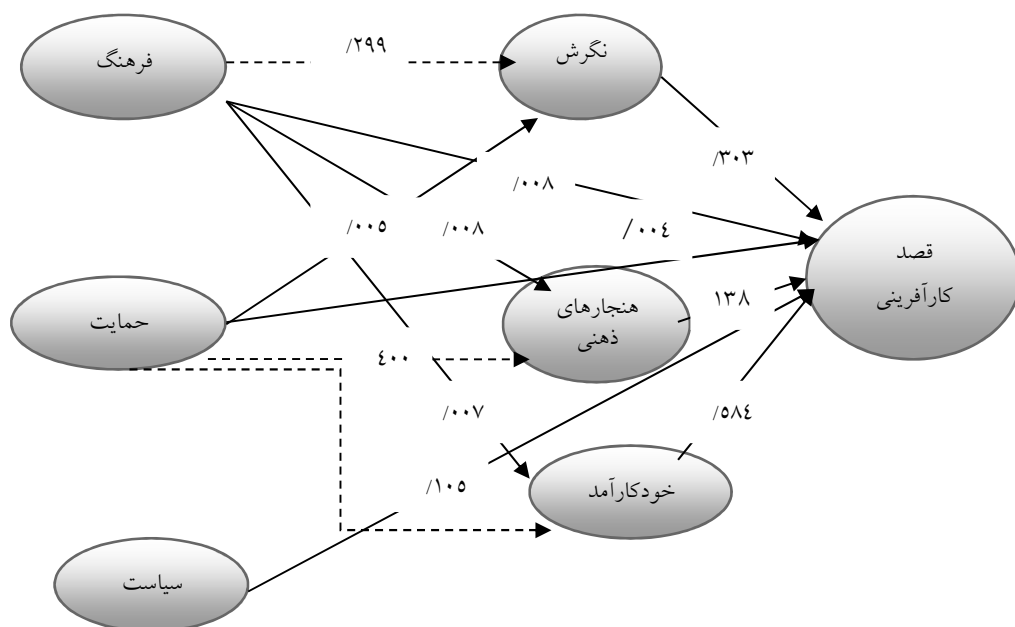 فرهنگ
/۲۹۹
نگرش
/۳۰۳
/۰۰۸
/۰۰۵
/۰۰۸
/۰۰٤
قصد
کارآفرینی
حمایت
هنجارهای
ذهنی
۱۳۸
٤۰۰
/۰۰۷
/۵۸٤
/۱۰۵
خودکارآمد
سیاست